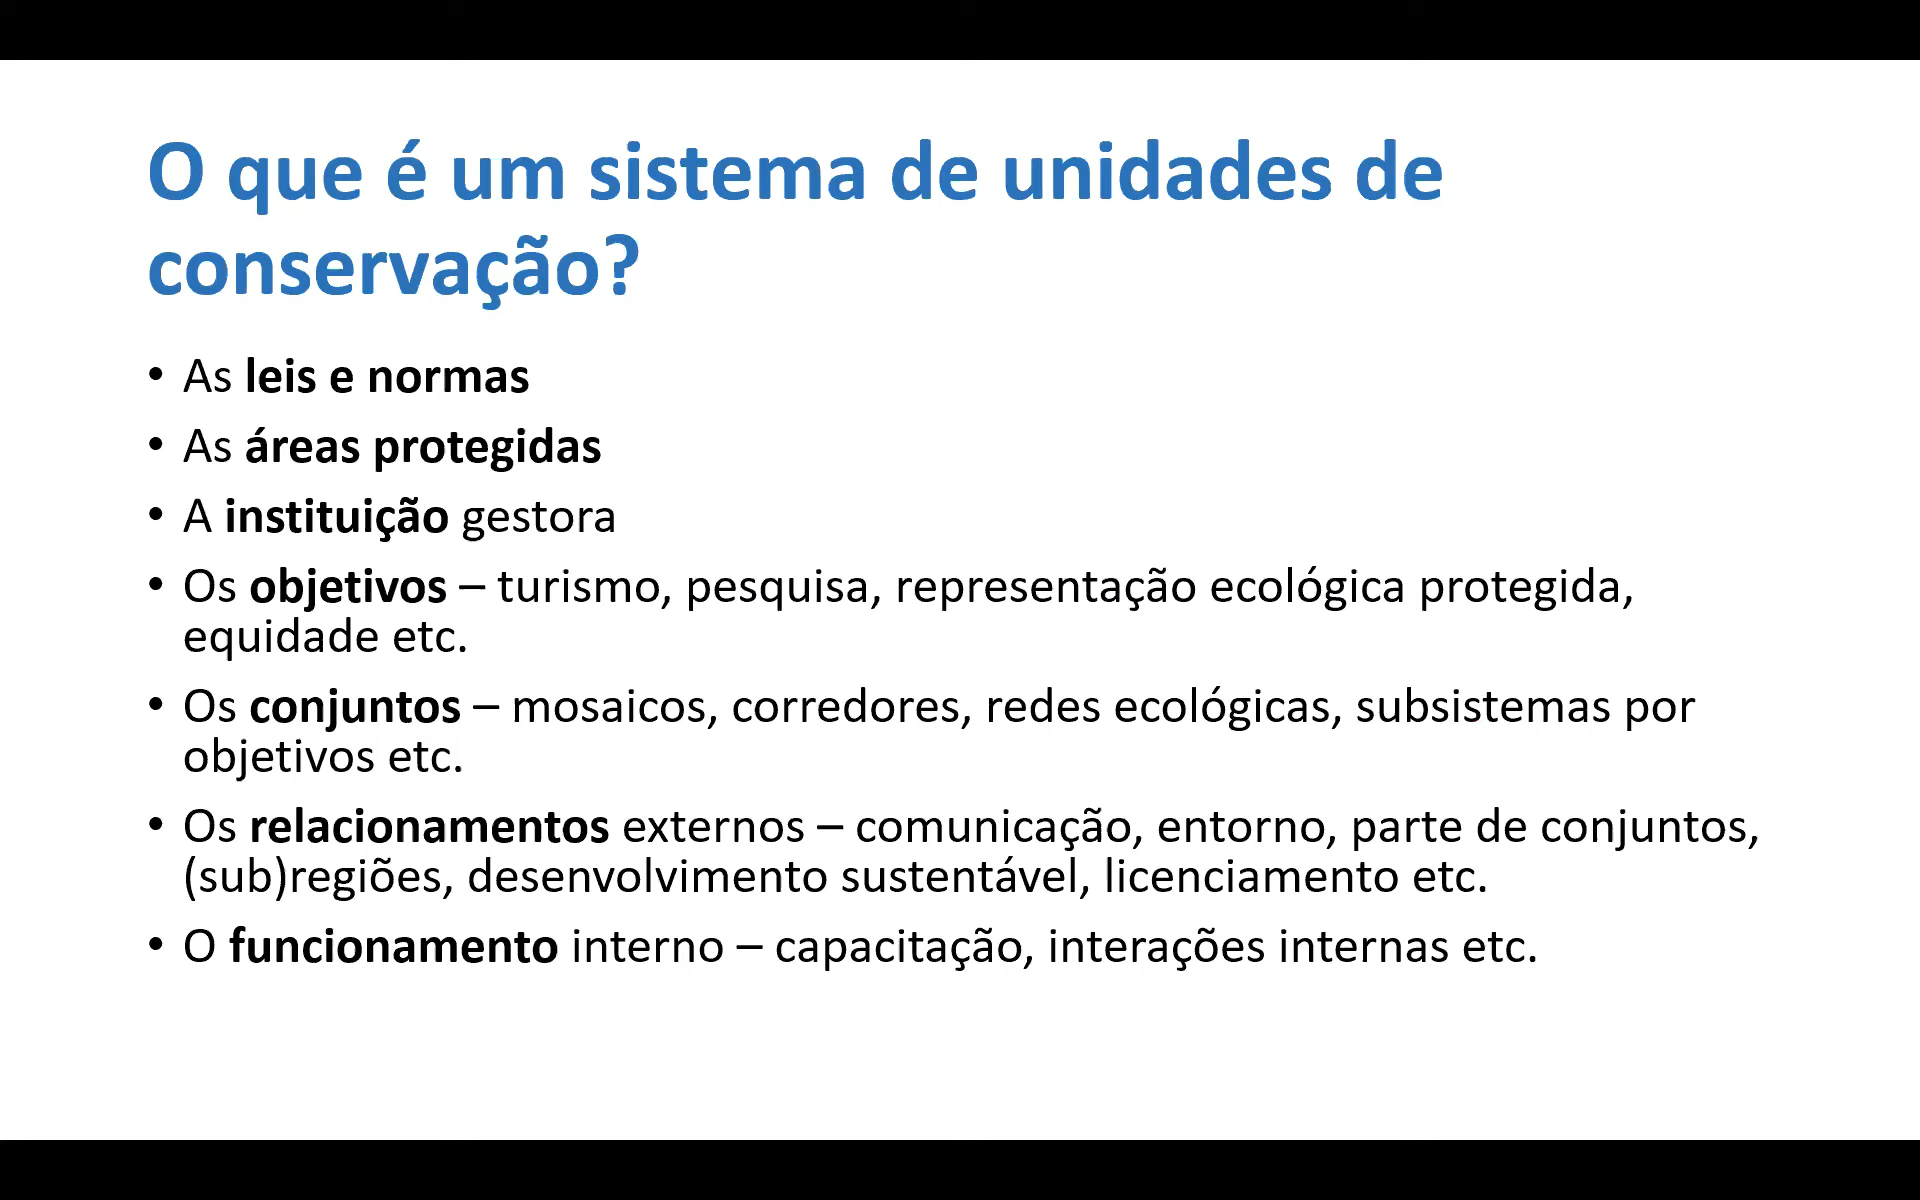 O que é um sistema de unidades de
conservação?
• As leis e normas
• As áreas protegidas
• A instituição gestora
• Os objetivos – turismo, pesquisa, representação ecológica protegida,
equidade etc.
• Os conjuntos – mosaicos, corredores, redes ecológicas, subsistemas por
objetivos etc.
• Os relacionamentos externos – comunicação, entorno, parte de conjuntos,
(sub)regiões, desenvolvimento sustentável, licenciamento etc.
• O funcionamento interno – capacitação, interações internas etc.